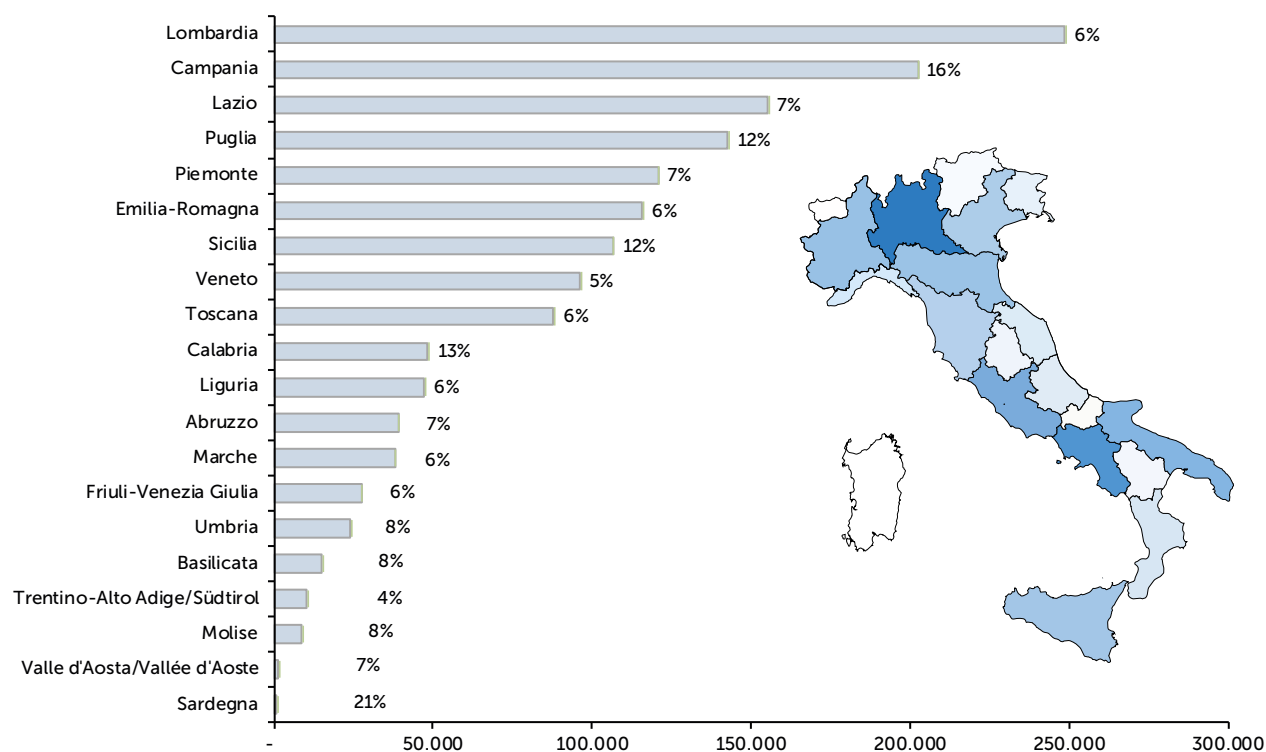 Lombardia 6%
Campania 16%
Lazio 7%
Puglia 12%
Piemonte 7%
Emilia-Romagna 6%
Sicilia 12%
Veneto 5%
Toscana 6%
Calabria 13%
Liguria 6%
Abruzzo 7%
Marche 6%
Friuli-Venezia Giulia 6%
Umbria 8%
Basilicata 8%
Trentino-Alto Adige/Südtirol 4%
Molise 8%
Valle d'Aosta/Vallée d'Aoste 7%
Sardegna 21%
- 50.000 100.000 150.000 200.000 250.000 300.000